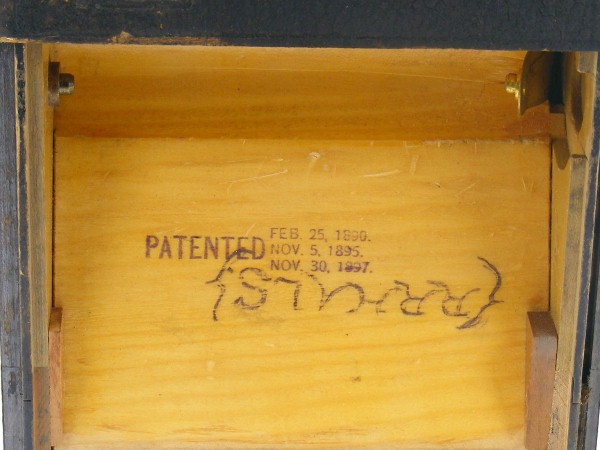 PATENTED
FEB. 25, 1890.
NOV. 5, 1895.
NOV. 30, 1897.